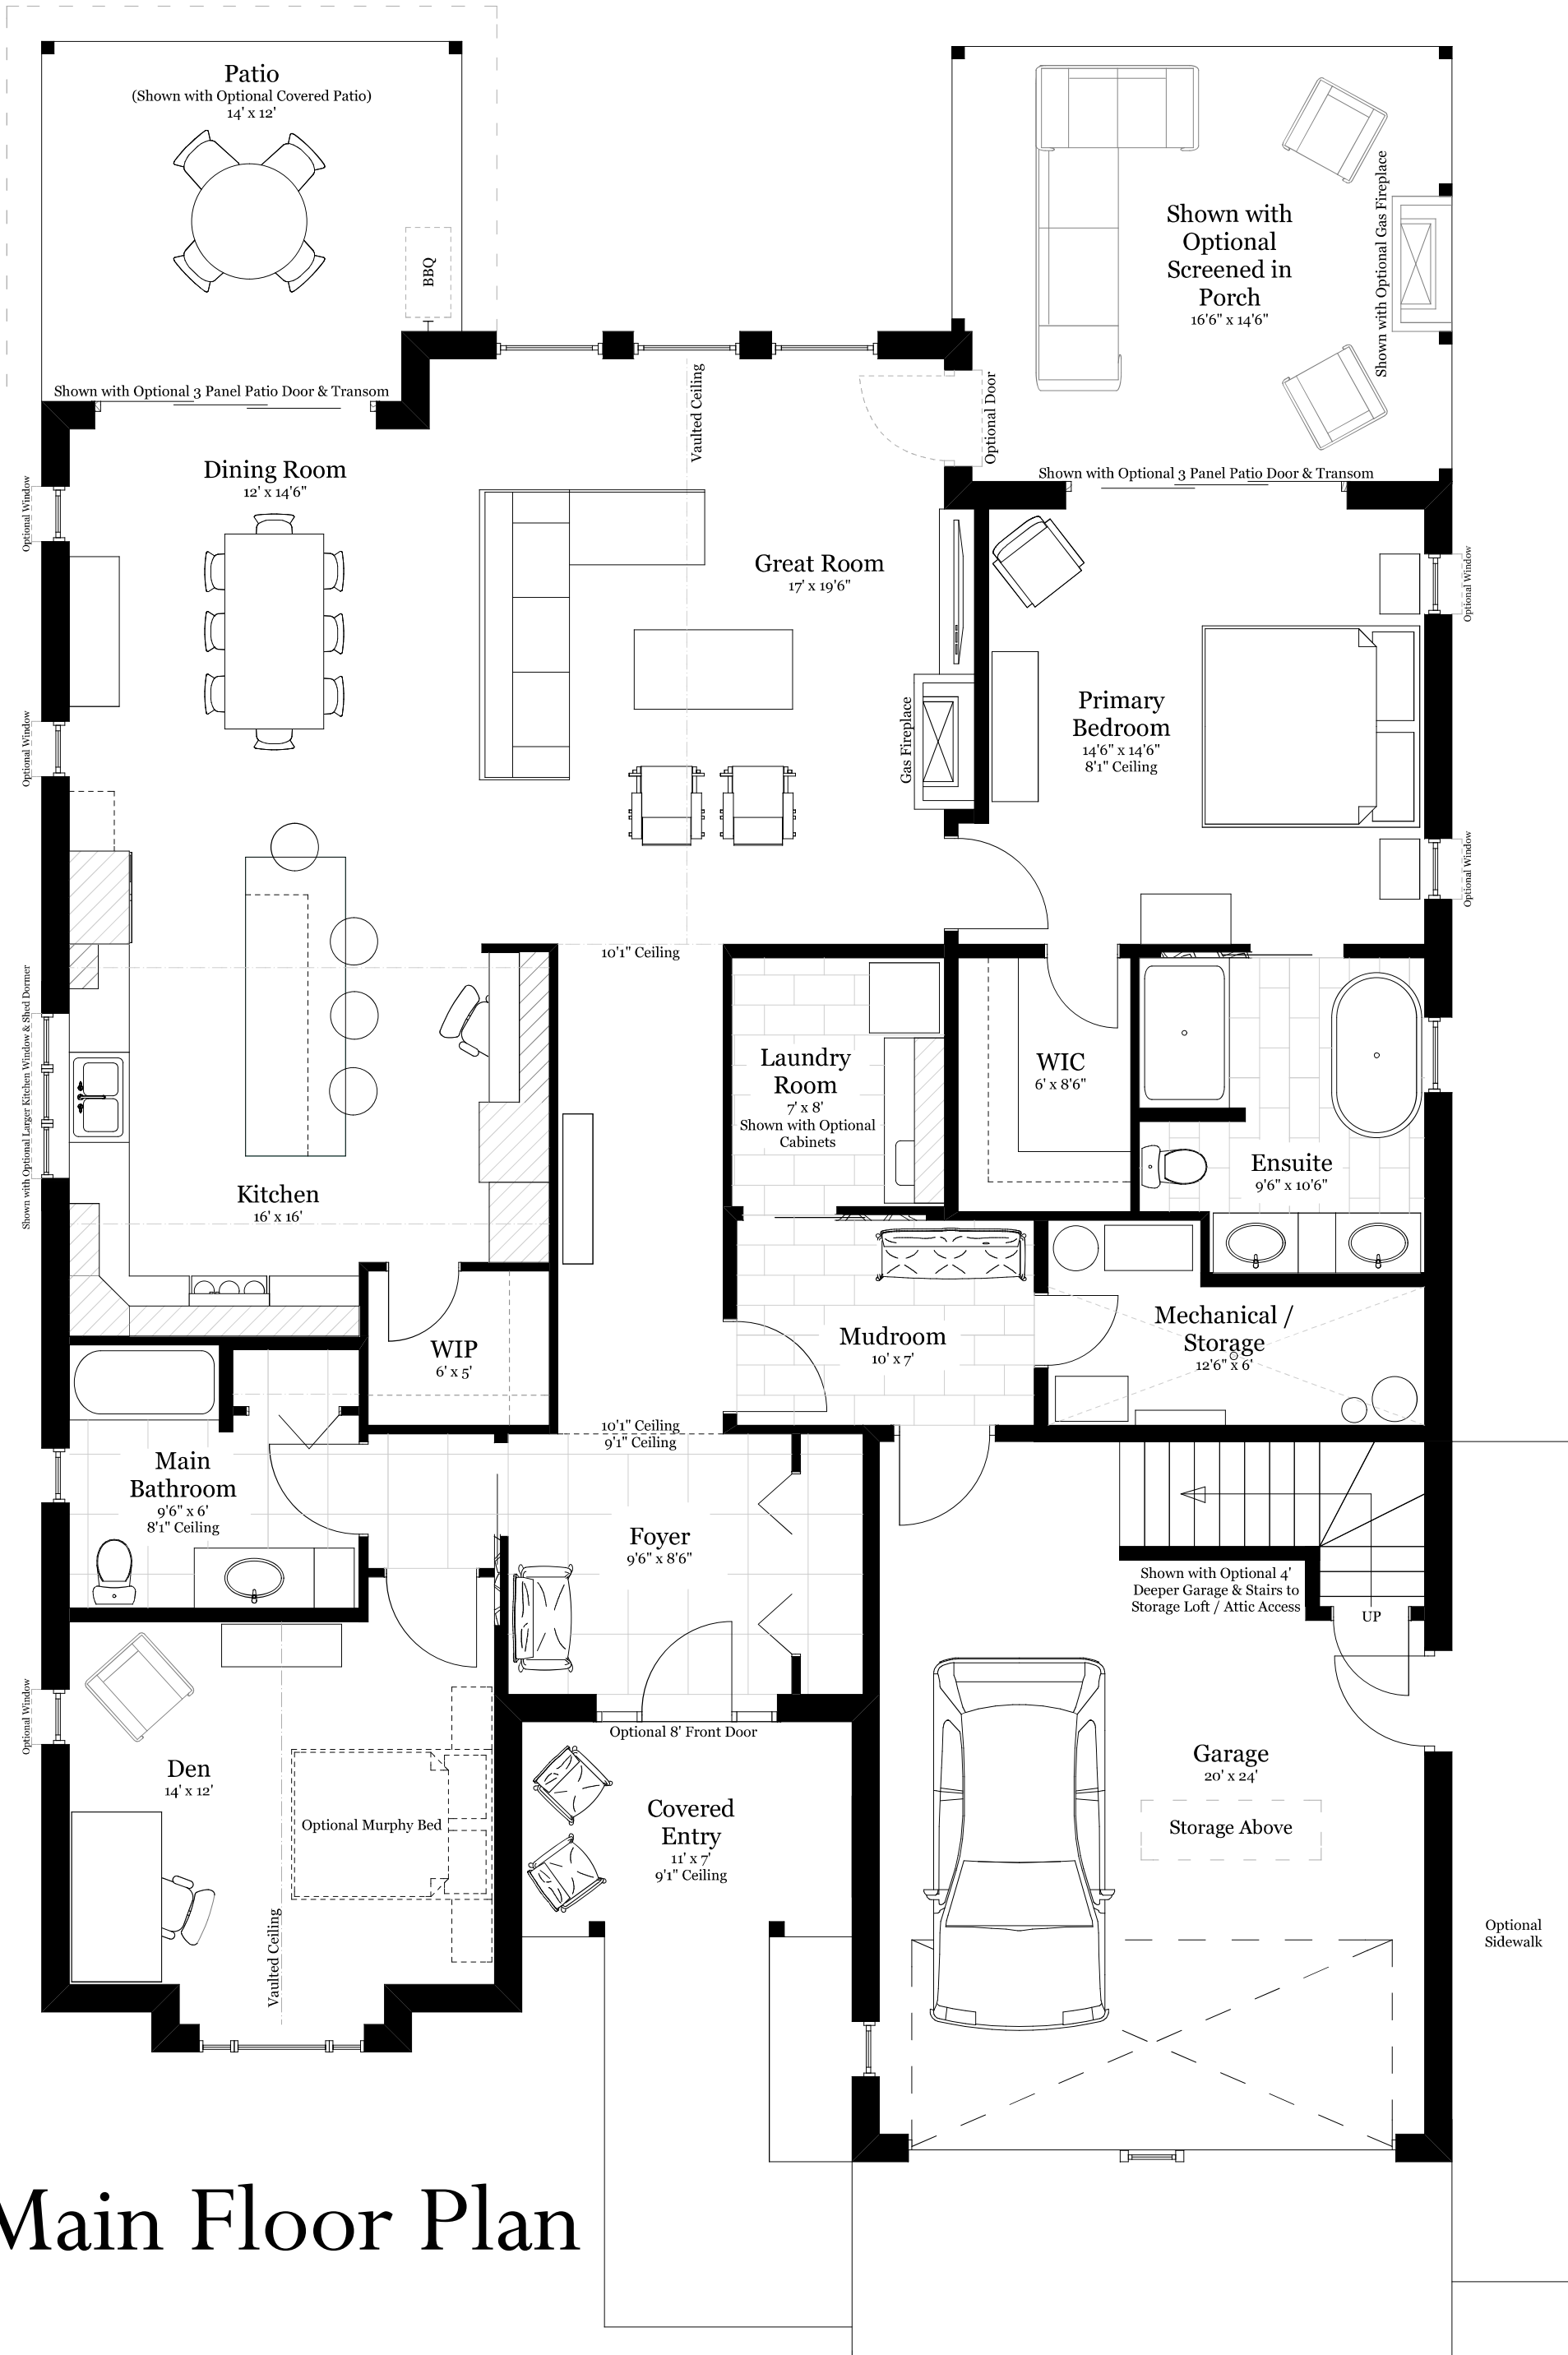 Patio
(Shown with Optional Covered Patio)
14' x 12'
BBQ
Shown with Optional 3 Panel Patio Door & Transom
Shown with
Optional
Screened in
Porch
16'6" x 14'6"
Shown with Optional Gas Fireplace
Vaulted Ceiling
Optional Door
Shown with Optional 3 Panel Patio Door & Transom
Dining Room
12' x 14'6"
Optional Window
Great Room
17' x 19'6"
Optional Window
Primary
Bedroom
14'6" x 14'6"
8'1" Ceiling
Gas Fireplace
Optional Window
Optional Window
10'1" Ceiling
Shown with Optional Larger Kitchen Window & Shed Dormer
Laundry
Room
7' x 8'
Shown with Optional
Cabinets
WIC
6' x 8'6"
Ensuite
9'6" x 10'6"
Kitchen
16' x 16'
WIP
6' x 5'
Mudroom
10' x 7'
Mechanical /
Storage
12'6" x 6'
10'1" Ceiling
9'1" Ceiling
Main
Bathroom
9'6" x 6'
8'1" Ceiling
Foyer
9'6" x 8'6"
Shown with Optional 4'
Deeper Garage & Stairs to
Storage Loft / Attic Access
UP
Optional Window
Optional 8' Front Door
Den
14' x 12'
Optional Murphy Bed
Vaulted Ceiling
Covered
Entry
11' x 7'
9'1" Ceiling
Garage
20' x 24'
Storage Above
Optional
Sidewalk
Main Floor Plan